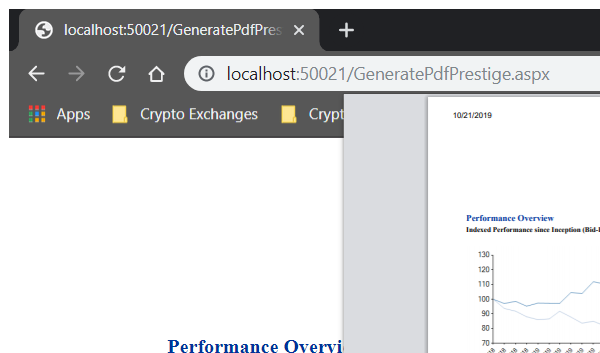 localhost:50021/GeneratePdfPres
localhost:50021/GeneratePdfPrestige.aspx
Apps
Crypto Exchanges
Crypt
10/21/2019
Performance Overview
Indexed Performance since Inception (Bid-
130
120
110
100
90
80
70
Performance Overvi